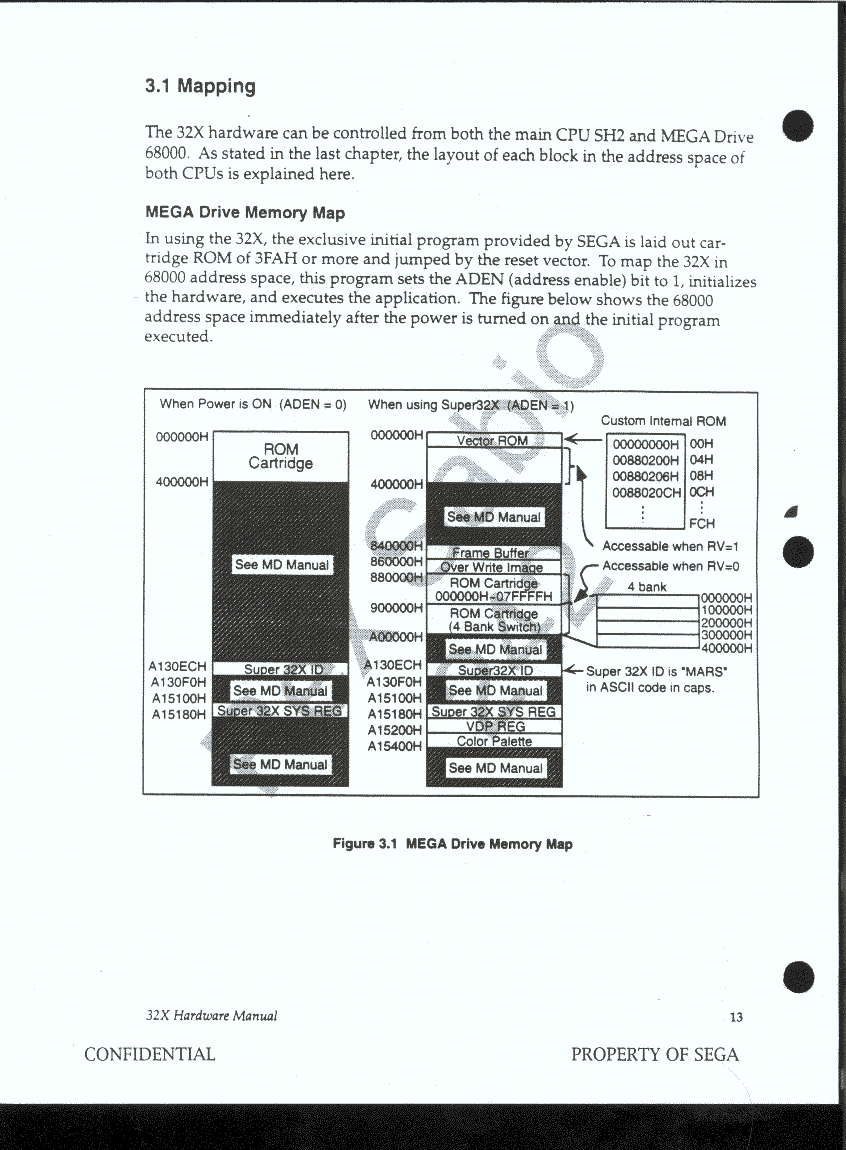 3.1 Mapping
The 32X hardware can be controlled from both the main CPU SH2 and MEGA Drive
68000. As stated in the last chapter, the layout of each block in the address space of
both CPUs is explained here.
MEGA Drive Memory Map
In using the 32X, the exclusive initial program provided by SEGA is laid out car-
tridge ROM of 3FAH or more and jumped by the reset vector. To map the 32X in
68000 address space, this program sets the ADEN (address enable) bit to 1, initializes
the hardware, and executes the application. The figure below shows the 68000
address space immediately after the power is turned on and the initial program
executed.
When Power is ON (ADEN = 0)
000000H
ROM
Cartridge
400000H
See MD Manual
A130ECH
Super 32X ID
A130F0H
See MD Manual
A15100H
Super 32X SYS REG
A15180H
See MD Manual
When using Super32X (ADEN = 1)
000000H
Vector ROM
400000H
See MD Manual
840000H
Frame Buffer
860000H
Over Write Image
880000H
ROM Cartridge
000000H~07FFFFH
900000H
ROM Cartridge
(4 Bank Switch)
A00000H
See MD Manual
A130ECH
Super32X ID
A130F0H
See MD Manual
A15100H
Super 32X SYS REG
A15180H
VDP REG
A15200H
Color Palette
A15400H
See MD Manual
Custom Internal ROM
00000000H 00H
00880200H 04H
00880206H 08H
0088020CH 0CH
FCH
Accessable when RV=1
Accessable when RV=0
4 bank
000000H
100000H
200000H
300000H
400000H
Super 32X ID is "MARS"
in ASCII code in caps.
Figure 3.1 MEGA Drive Memory Map
32X Hardware Manual
13
CONFIDENTIAL
PROPERTY OF SEGA